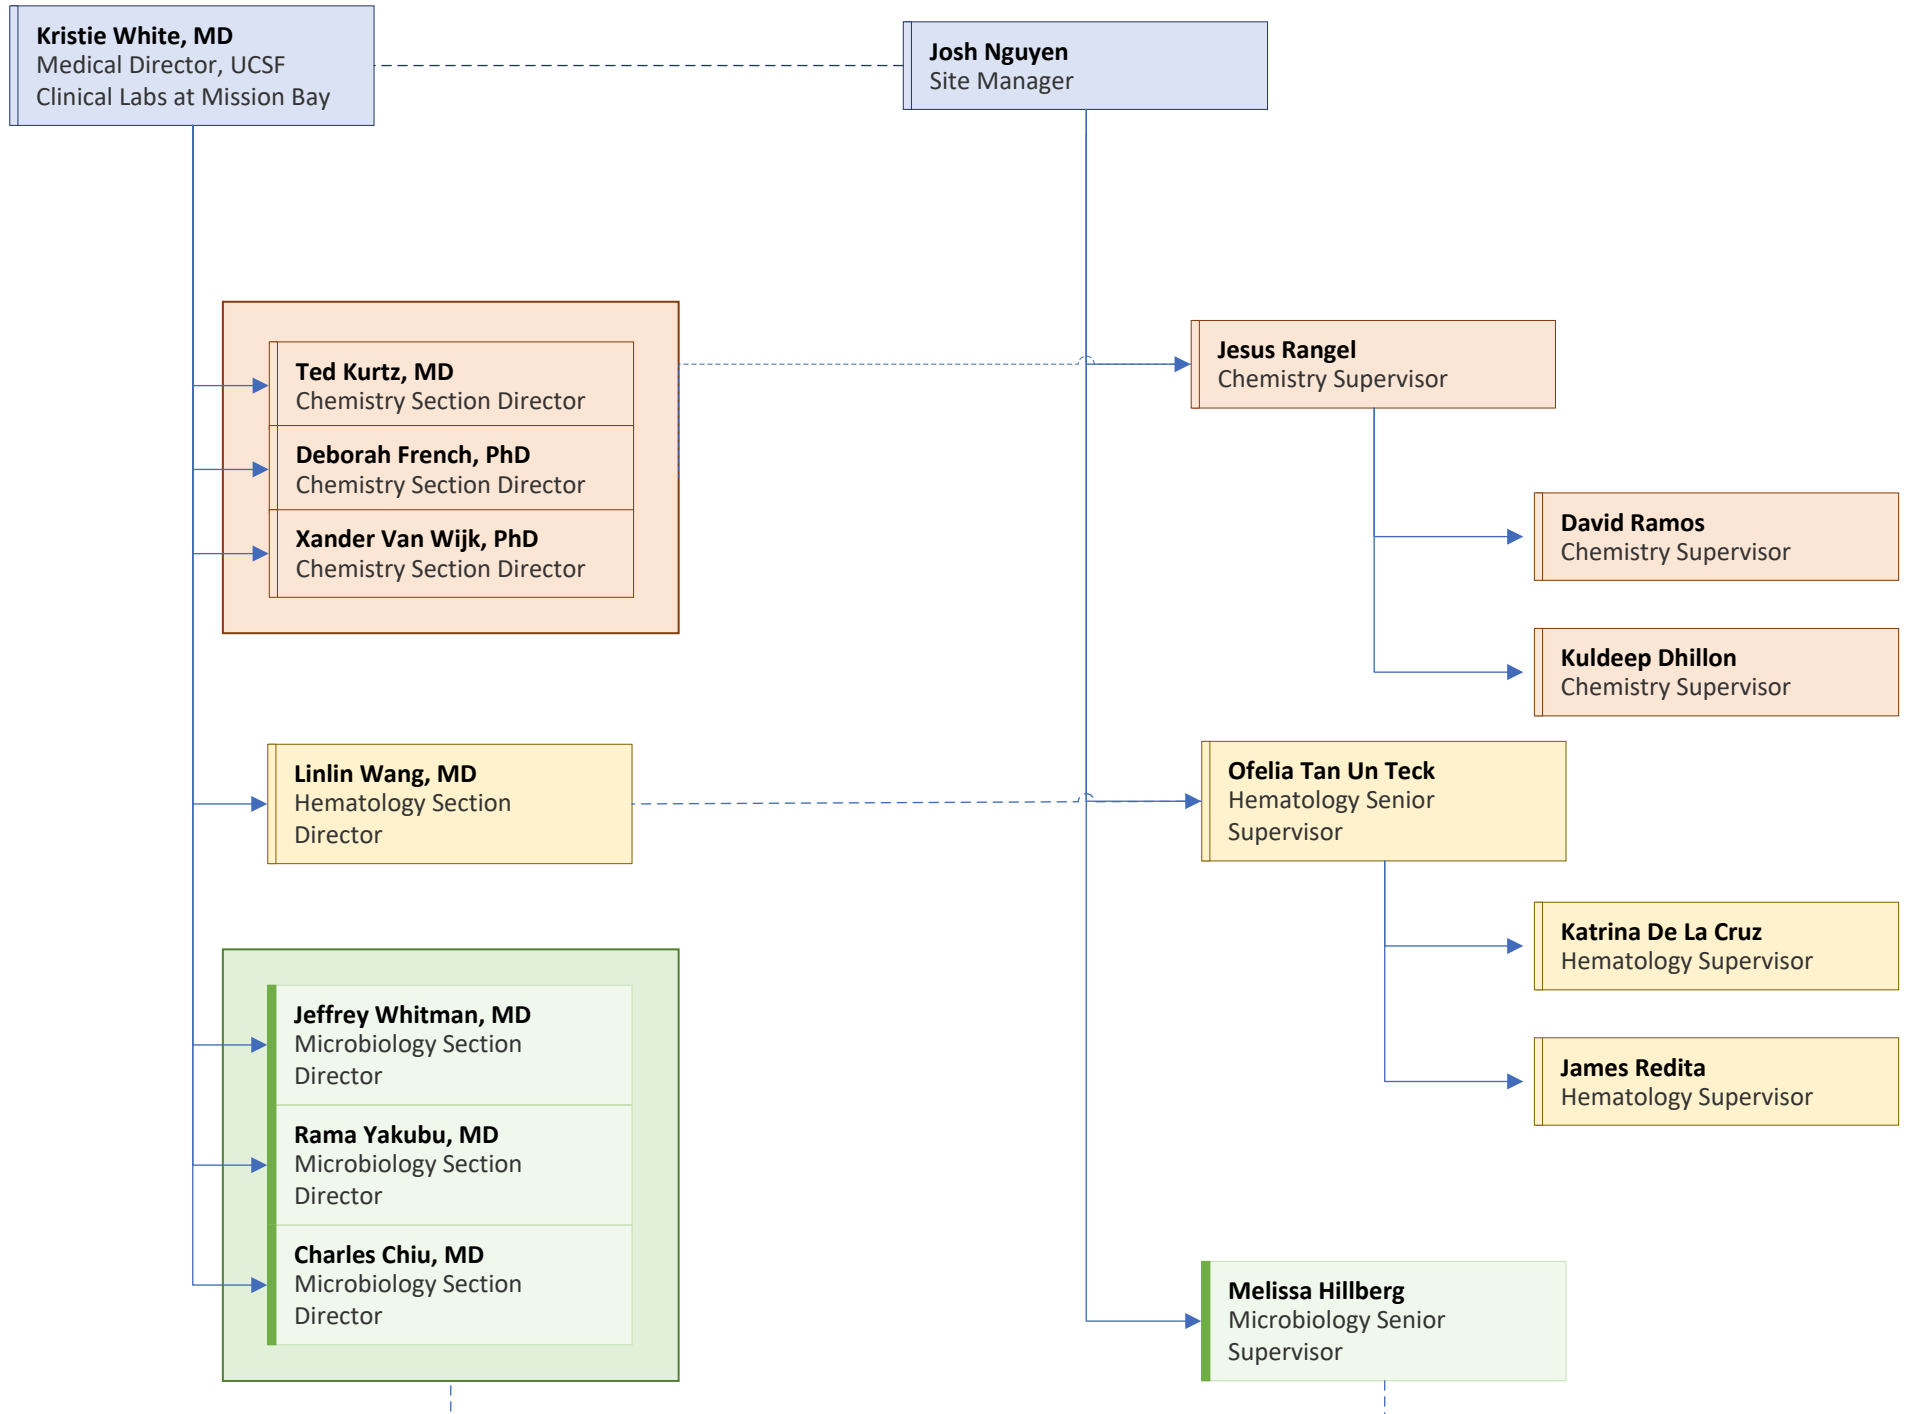 Kristie White, MD
Medical Director, UCSF
Clinical Labs at Mission Bay
Josh Nguyen
Site Manager
Ted Kurtz, MD
Chemistry Section Director
Deborah French, PhD
Chemistry Section Director
Xander Van Wijk, PhD
Chemistry Section Director
Jesus Rangel
Chemistry Supervisor
David Ramos
Chemistry Supervisor
Kuldeep Dhillon
Chemistry Supervisor
Linlin Wang, MD
Hematology Section
Director
Ofelia Tan Un Teck
Hematology Senior
Supervisor
Katrina De La Cruz
Hematology Supervisor
James Redita
Hematology Supervisor
Jeffrey Whitman, MD
Microbiology Section
Director
Rama Yakubu, MD
Microbiology Section
Director
Charles Chiu, MD
Microbiology Section
Director
Melissa Hillberg
Microbiology Senior
Supervisor